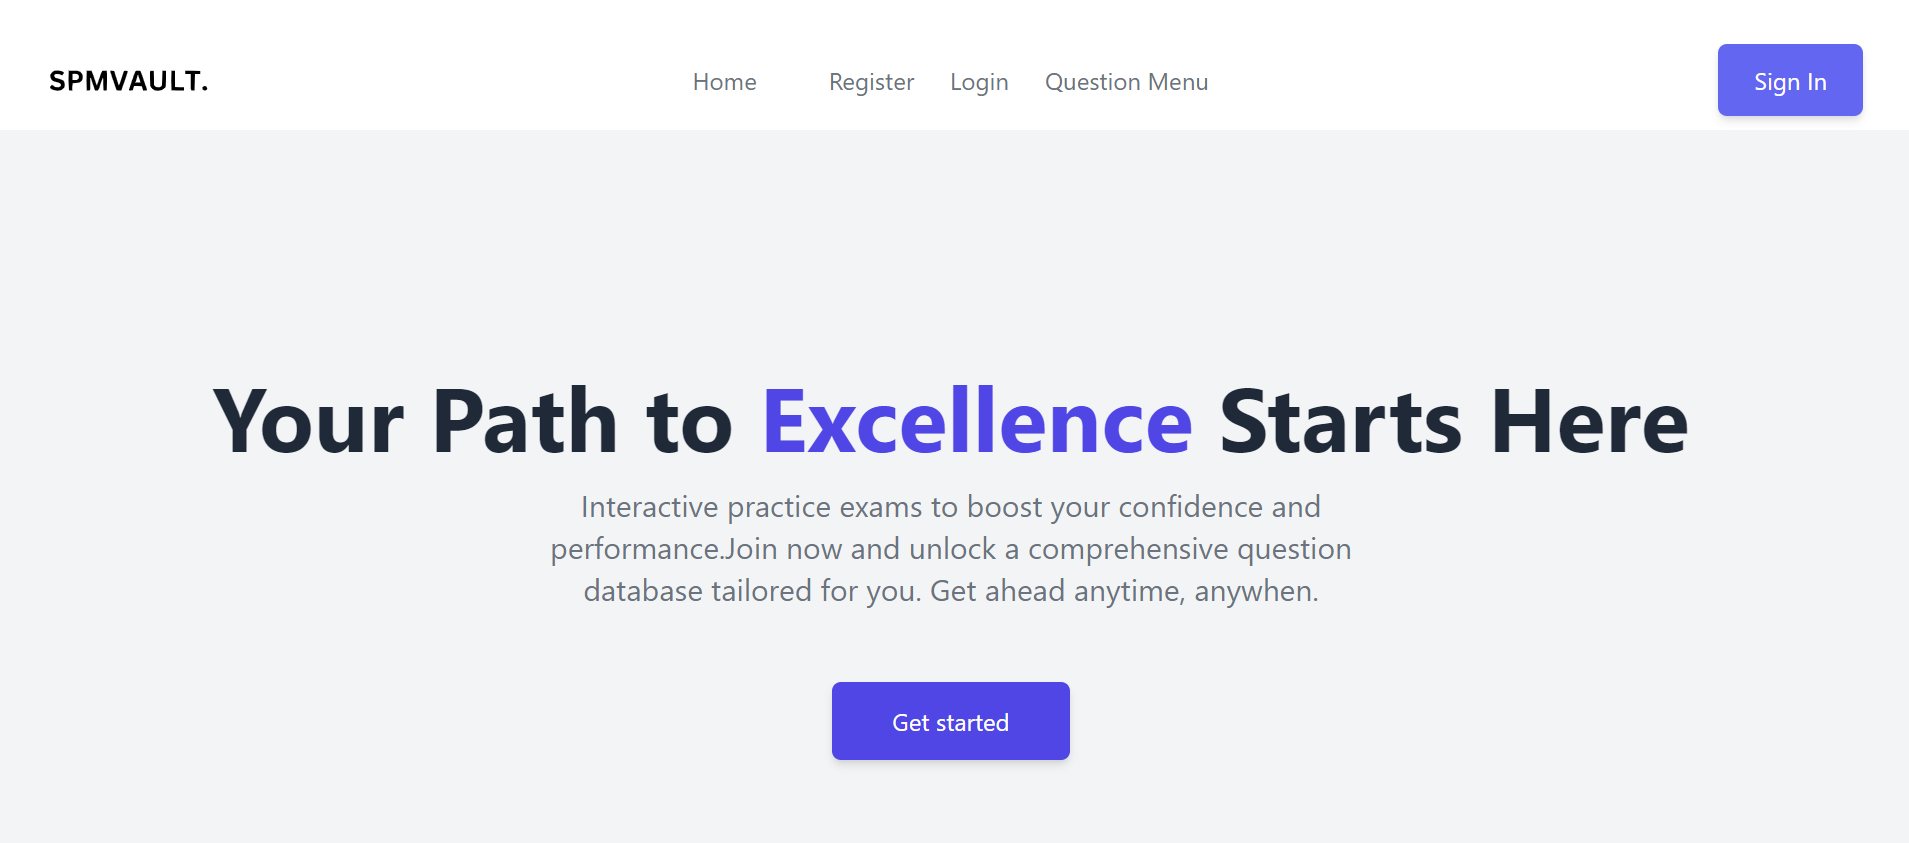 SPMVAULT.
Home Register Login Question Menu
Sign In
Your Path to Excellence Starts Here
Interactive practice exams to boost your confidence and
performance.Join now and unlock a comprehensive question
database tailored for you. Get ahead anytime, anywhen.
Get started